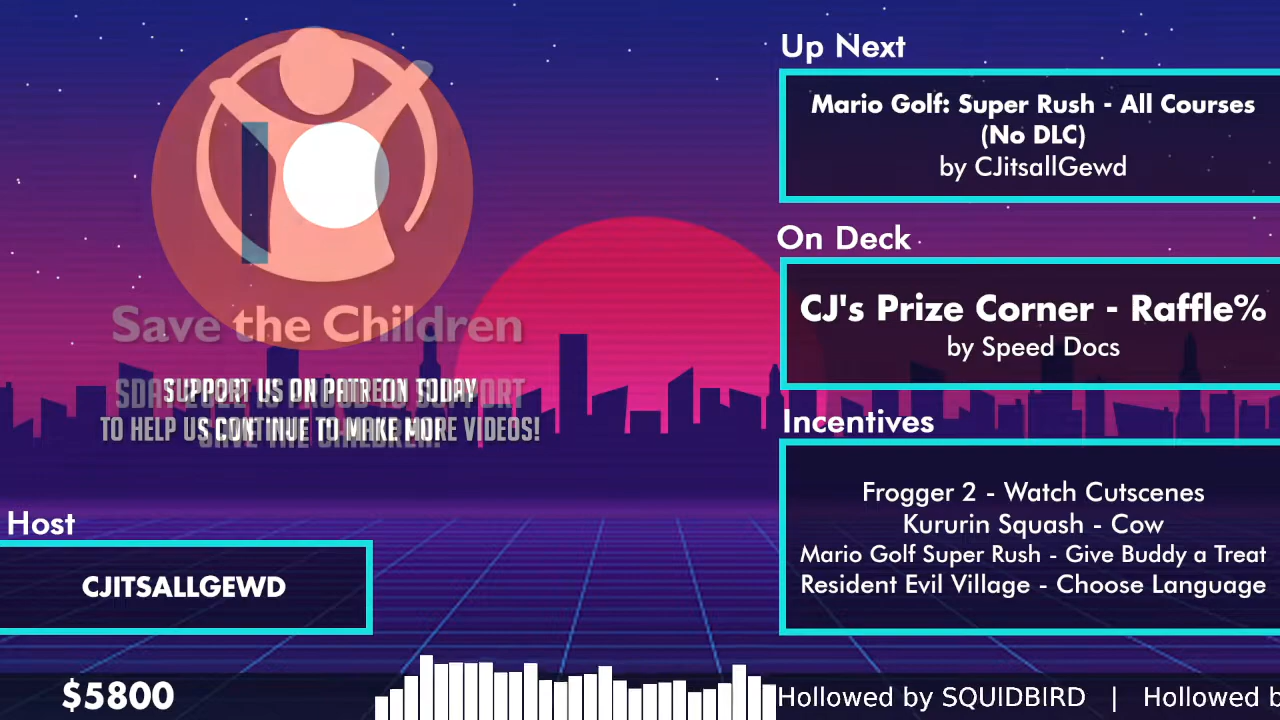 Up Next
Mario Golf: Super Rush - All Courses
(No DLC)
by CJitsallGewd
On Deck
CJ's Prize Corner - Raffle%
by Speed Docs
Save the Children
SUPPORT US ON PATREON TODAY
TO HELP US CONTINUE TO MAKE MORE VIDEOS!
Incentives
Frogger 2 - Watch Cutscenes
Kururin Squash - Cow
Mario Golf Super Rush - Give Buddy a Treat
Resident Evil Village - Choose Language
Host
CJITSALLGEWD
$5800
Hollowed by SQUIDBIRD | Hollowed b